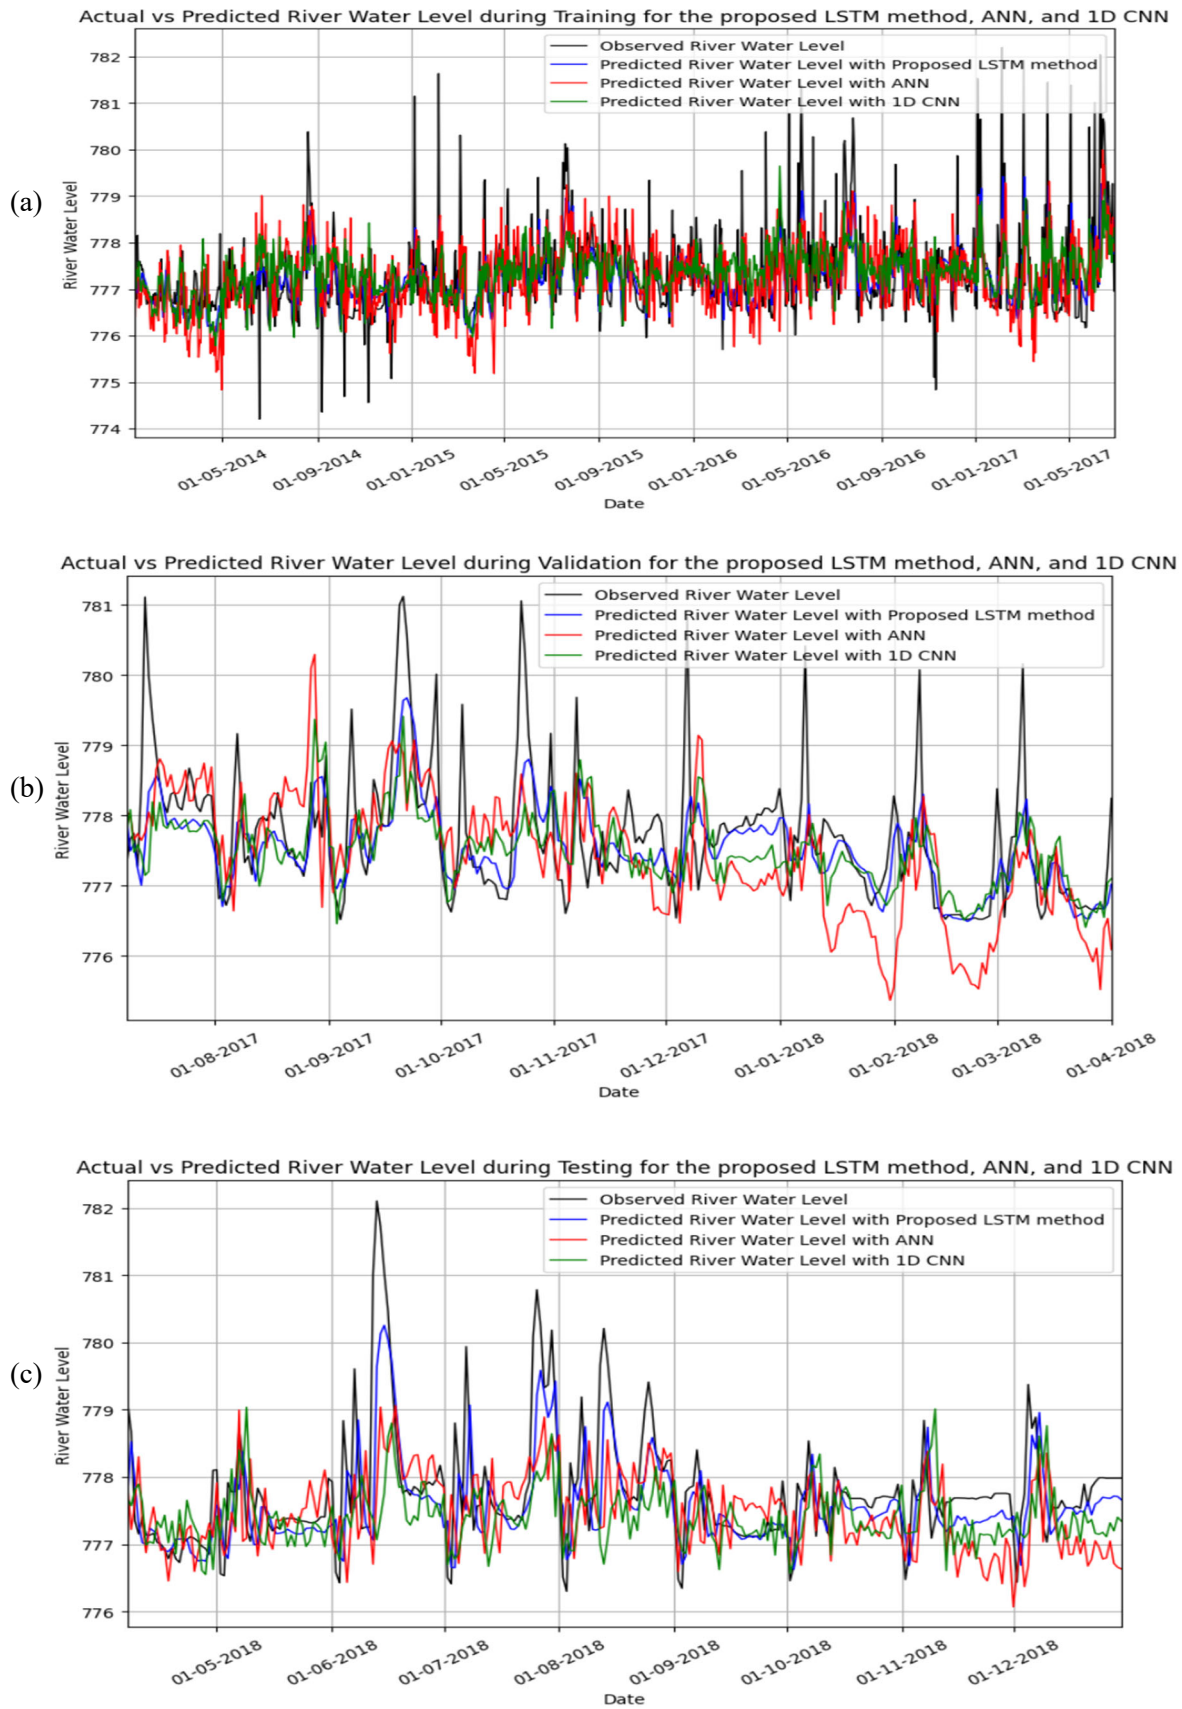 Actual vs Predicted River Water Level during Training for the proposed LSTM method, ANN, and 1D CNN
(a)
River Water Level
782
781
780
779
778
777
776
775
774
Observed River Water Level
Predicted River Water Level with Proposed LSTM method
Predicted River Water Level with ANN
Predicted River Water Level with 1D CNN
01-05-2014
01-09-2014
01-01-2015
01-05-2015
01-09-2015
01-01-2016
01-05-2016
01-09-2016
01-01-2017
01-05-2017
Date
Actual vs Predicted River Water Level during Validation for the proposed LSTM method, ANN, and 1D CNN
(b)
River Water Level
781
780
779
778
777
776
Observed River Water Level
Predicted River Water Level with Proposed LSTM method
Predicted River Water Level with ANN
Predicted River Water Level with 1D CNN
01-08-2017
01-09-2017
01-10-2017
01-11-2017
01-12-2017
01-01-2018
01-02-2018
01-03-2018
01-04-2018
Date
Actual vs Predicted River Water Level during Testing for the proposed LSTM method, ANN, and 1D CNN
(c)
River Water Level
782
781
780
779
778
777
776
Observed River Water Level
Predicted River Water Level with Proposed LSTM method
Predicted River Water Level with ANN
Predicted River Water Level with 1D CNN
01-05-2018
01-06-2018
01-07-2018
01-08-2018
01-09-2018
01-10-2018
01-11-2018
01-12-2018
Date